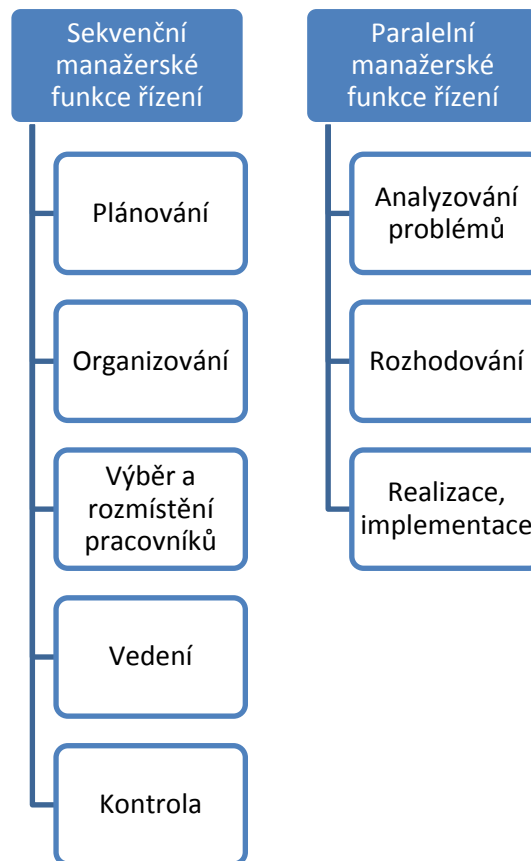 Sekvenční
manažerské
funkce řízení
Plánování
Organizování
Výběr a
rozmístění
pracovníků
Vedení
Kontrola
Paralelní
manažerské
funkce řízení
Analyzování
problémů
Rozhodování
Realizace,
implementace